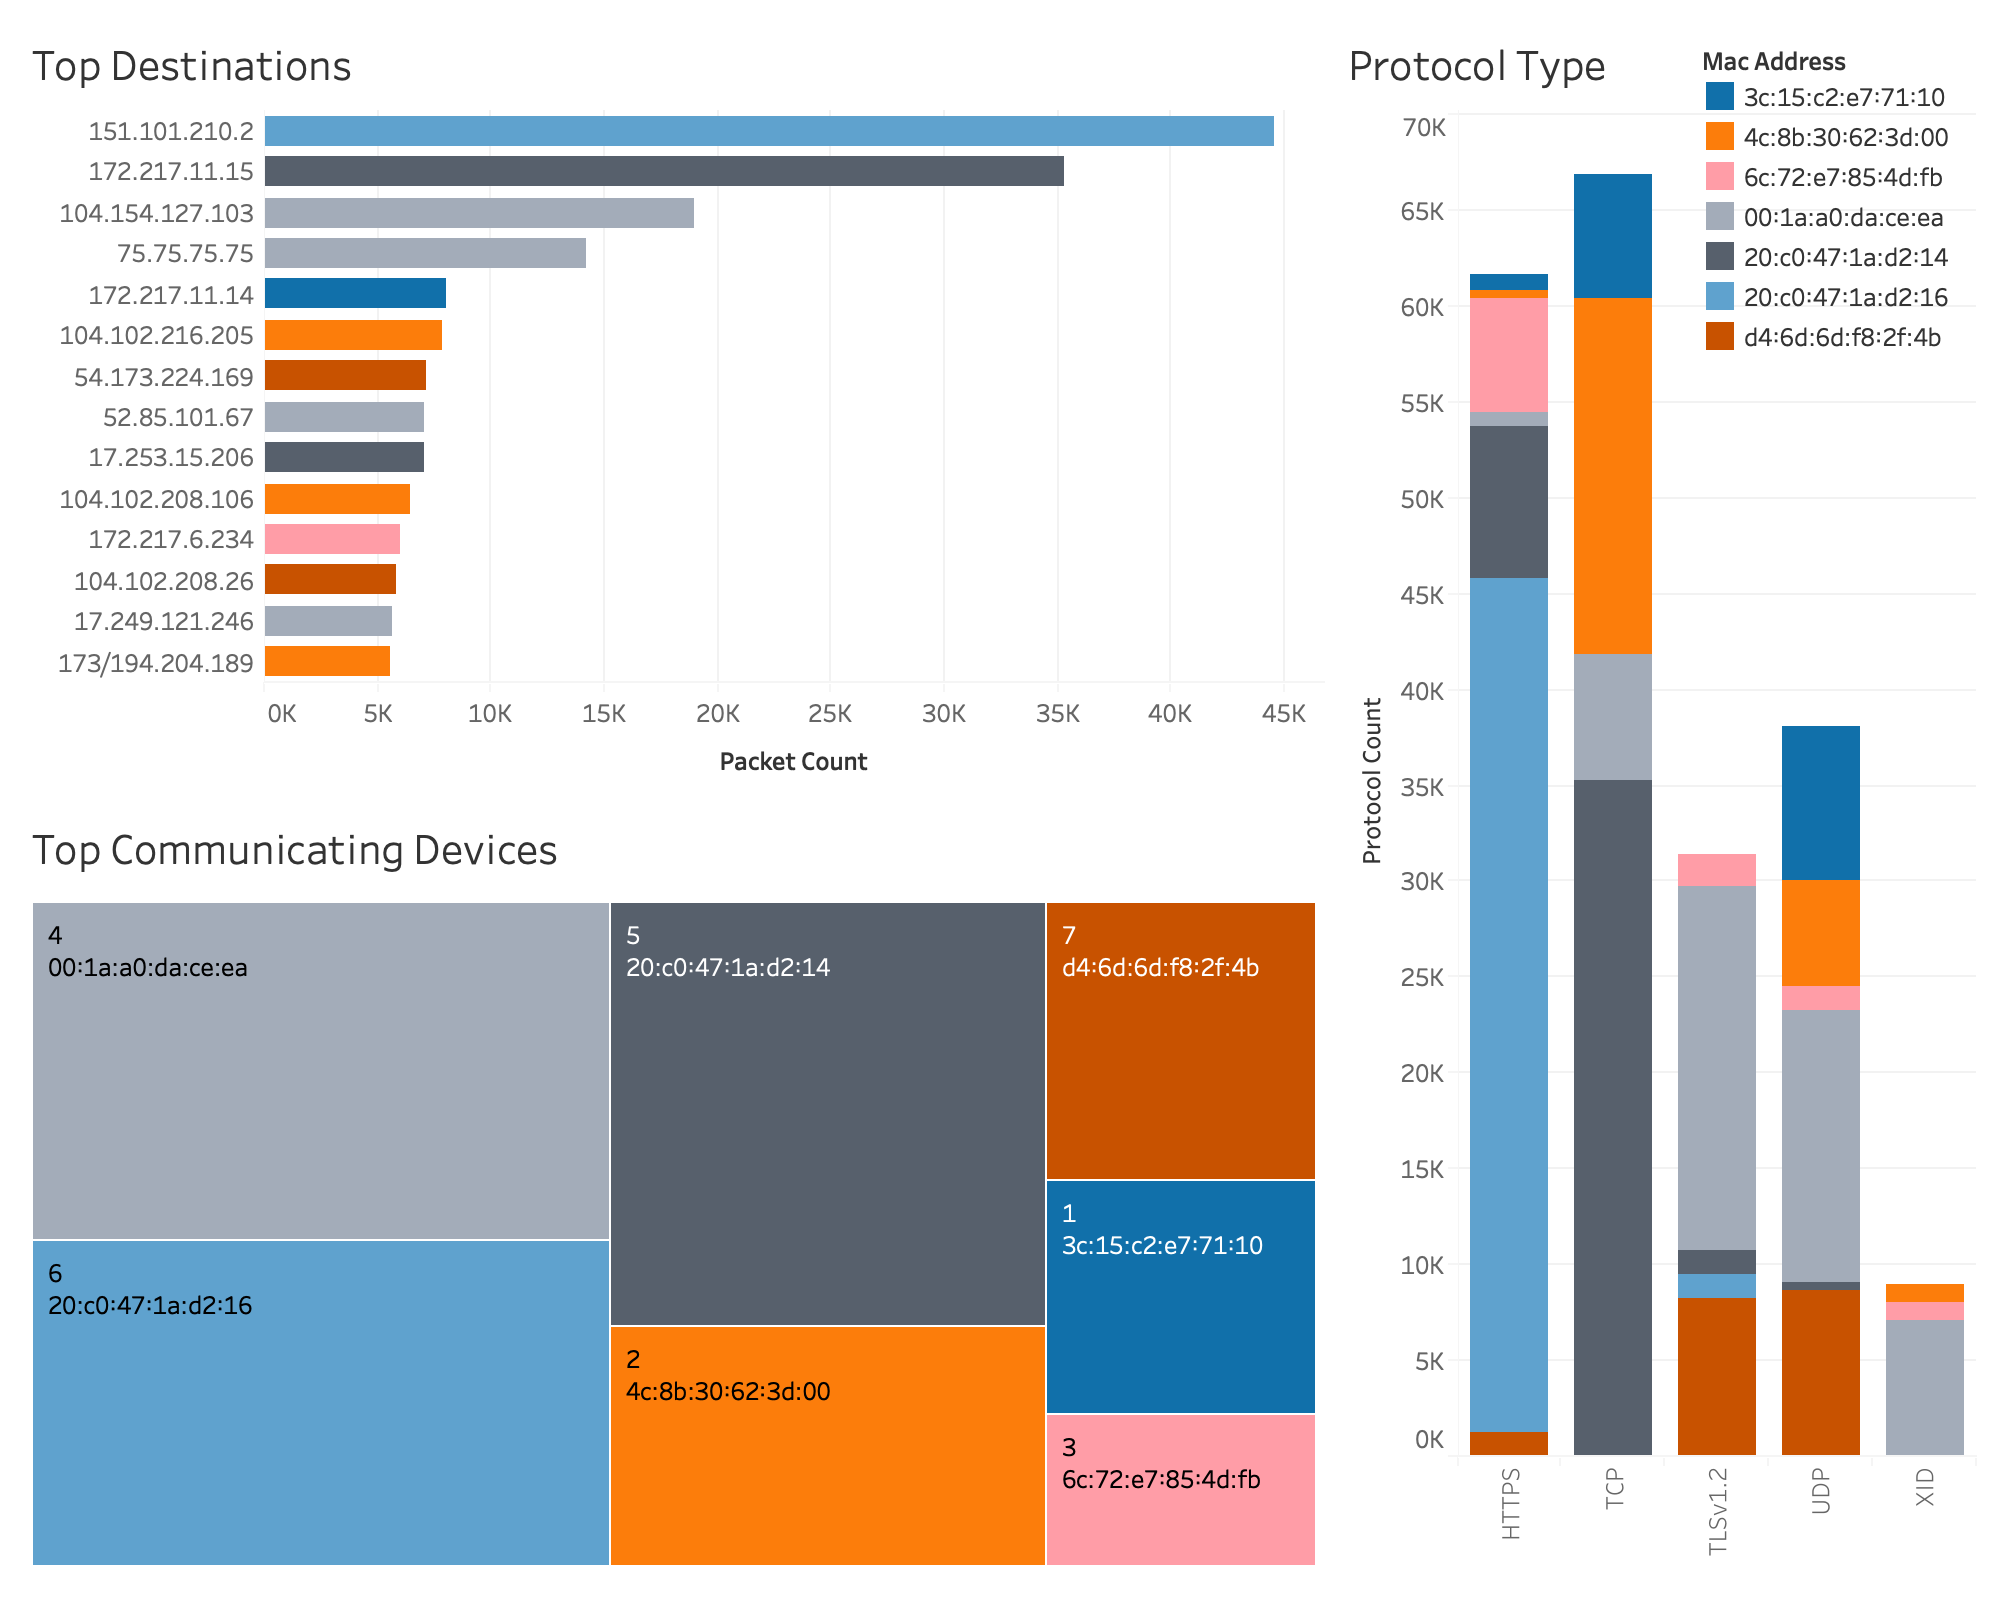 Top Destinations
151.101.210.2
172.217.11.15
104.154.127.103
75.75.75.75
172.217.11.14
104.102.216.205
54.173.224.169
52.85.101.67
17.253.15.206
104.102.208.106
172.217.6.234
104.102.208.26
17.249.121.246
173/194.204.189
0K 5K 10K 15K 20K 25K 30K 35K 40K 45K
Packet Count
Top Communicating Devices
4
00:1a:a0:da:ce:ea
6
20:c0:47:1a:d2:16
5
20:c0:47:1a:d2:14
2
4c:8b:30:62:3d:00
7
d4:6d:6d:f8:2f:4b
1
3c:15:c2:e7:71:10
3
6c:72:e7:85:4d:fb
Protocol Type
Mac Address
3c:15:c2:e7:71:10
4c:8b:30:62:3d:00
6c:72:e7:85:4d:fb
00:1a:a0:da:ce:ea
20:c0:47:1a:d2:14
20:c0:47:1a:d2:16
d4:6d:6d:f8:2f:4b
70K
65K
60K
55K
50K
45K
40K
35K
30K
25K
20K
15K
10K
5K
0K
Protocol Count
HTTPS
TCP
TLSv1.2
UDP
XID